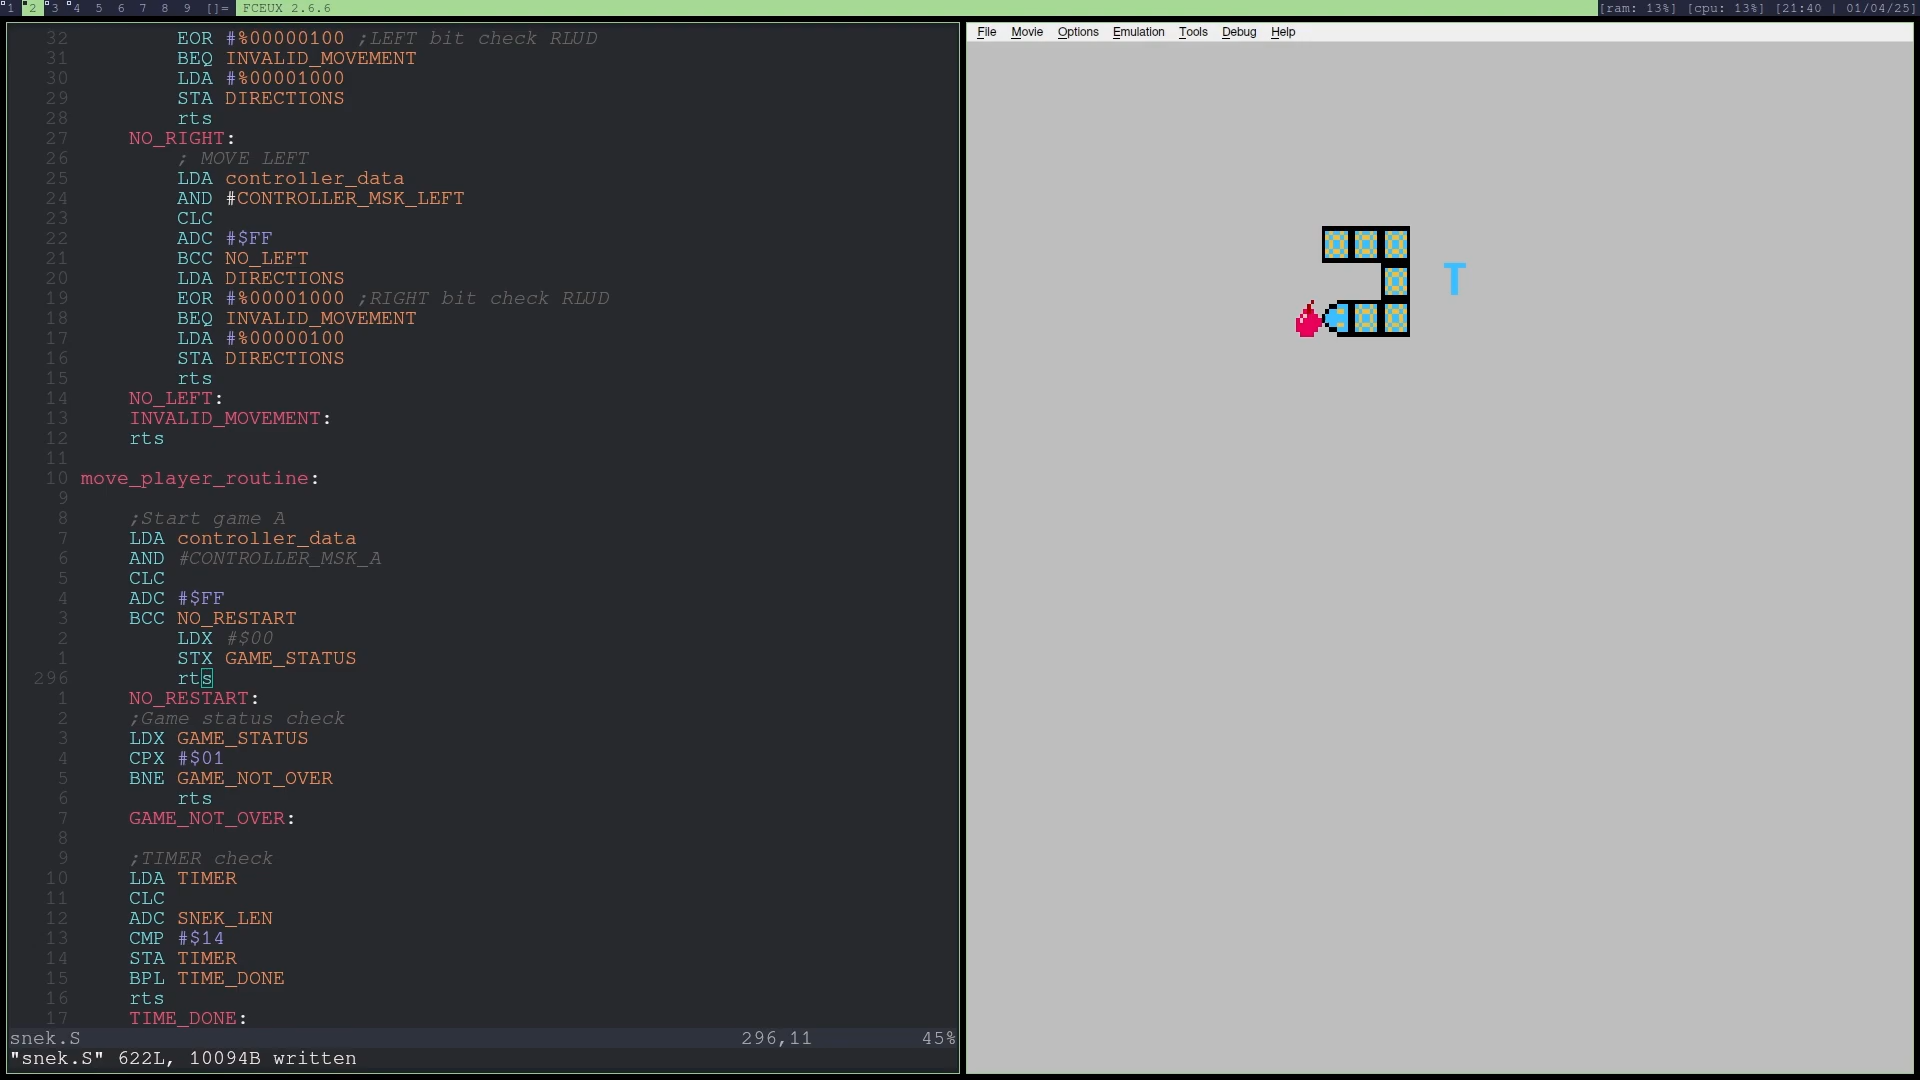 1 2 3 4 5 6 7 8 9 []= FCEUX 2.6.6 [ram: 13%] [cpu: 13%] [21:40 | 01/04/25]
File Movie Options Emulation Tools Debug Help
32 EOR #%00000100 ;LEFT bit check RLUD
31 BEQ INVALID_MOVEMENT
30 LDA #%00001000
29 STA DIRECTIONS
28 rts
27 NO_RIGHT:
26 ; MOVE LEFT
25 LDA controller_data
24 AND #CONTROLLER_MSK_LEFT
23 CLC
22 ADC #$FF
21 BCC NO_LEFT
20 LDA DIRECTIONS
19 EOR #%00001000 ;RIGHT bit check RLUD
18 BEQ INVALID_MOVEMENT
17 LDA #%00000100
16 STA DIRECTIONS
15 rts
14 NO_LEFT:
13 INVALID_MOVEMENT:
12 rts
11
10 move_player_routine:
9
8 ;Start game A
7 LDA controller_data
6 AND #CONTROLLER_MSK_A
5 CLC
4 ADC #$FF
3 BCC NO_RESTART
2 LDX #$00
1 STX GAME_STATUS
296 rts
1 NO_RESTART:
2 ;Game status check
3 LDX GAME_STATUS
4 CPX #$01
5 BNE GAME_NOT_OVER
6 rts
7 GAME_NOT_OVER:
8
9 ;TIMER check
10 LDA TIMER
11 CLC
12 ADC SNEK_LEN
13 CMP #$14
14 STA TIMER
15 BPL TIME_DONE
16 rts
17 TIME_DONE:
snek.S 296,11 45%
"snek.S" 622L, 10094B written
T